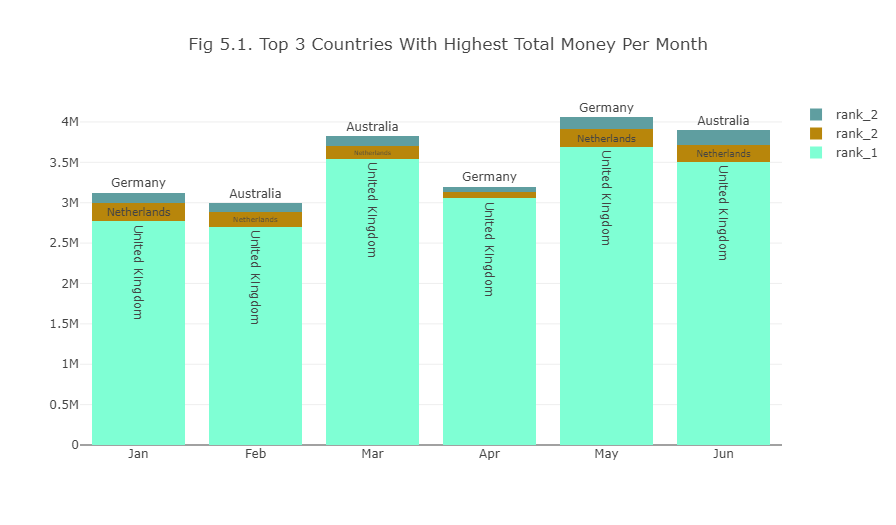 Fig 5.1. Top 3 Countries With Highest Total Money Per Month
4M
3.5M
3M
2.5M
2M
1.5M
1M
0.5M
0
Germany
Netherlands
United KIngdom
Australia
Netherlands
United KIngdom
Australia
Netherlands
United KIngdom
Germany
United KIngdom
Germany
Netherlands
United KIngdom
Australia
Netherlands
United KIngdom
Jan
Feb
Mar
Apr
May
Jun
rank_2
rank_2
rank_1